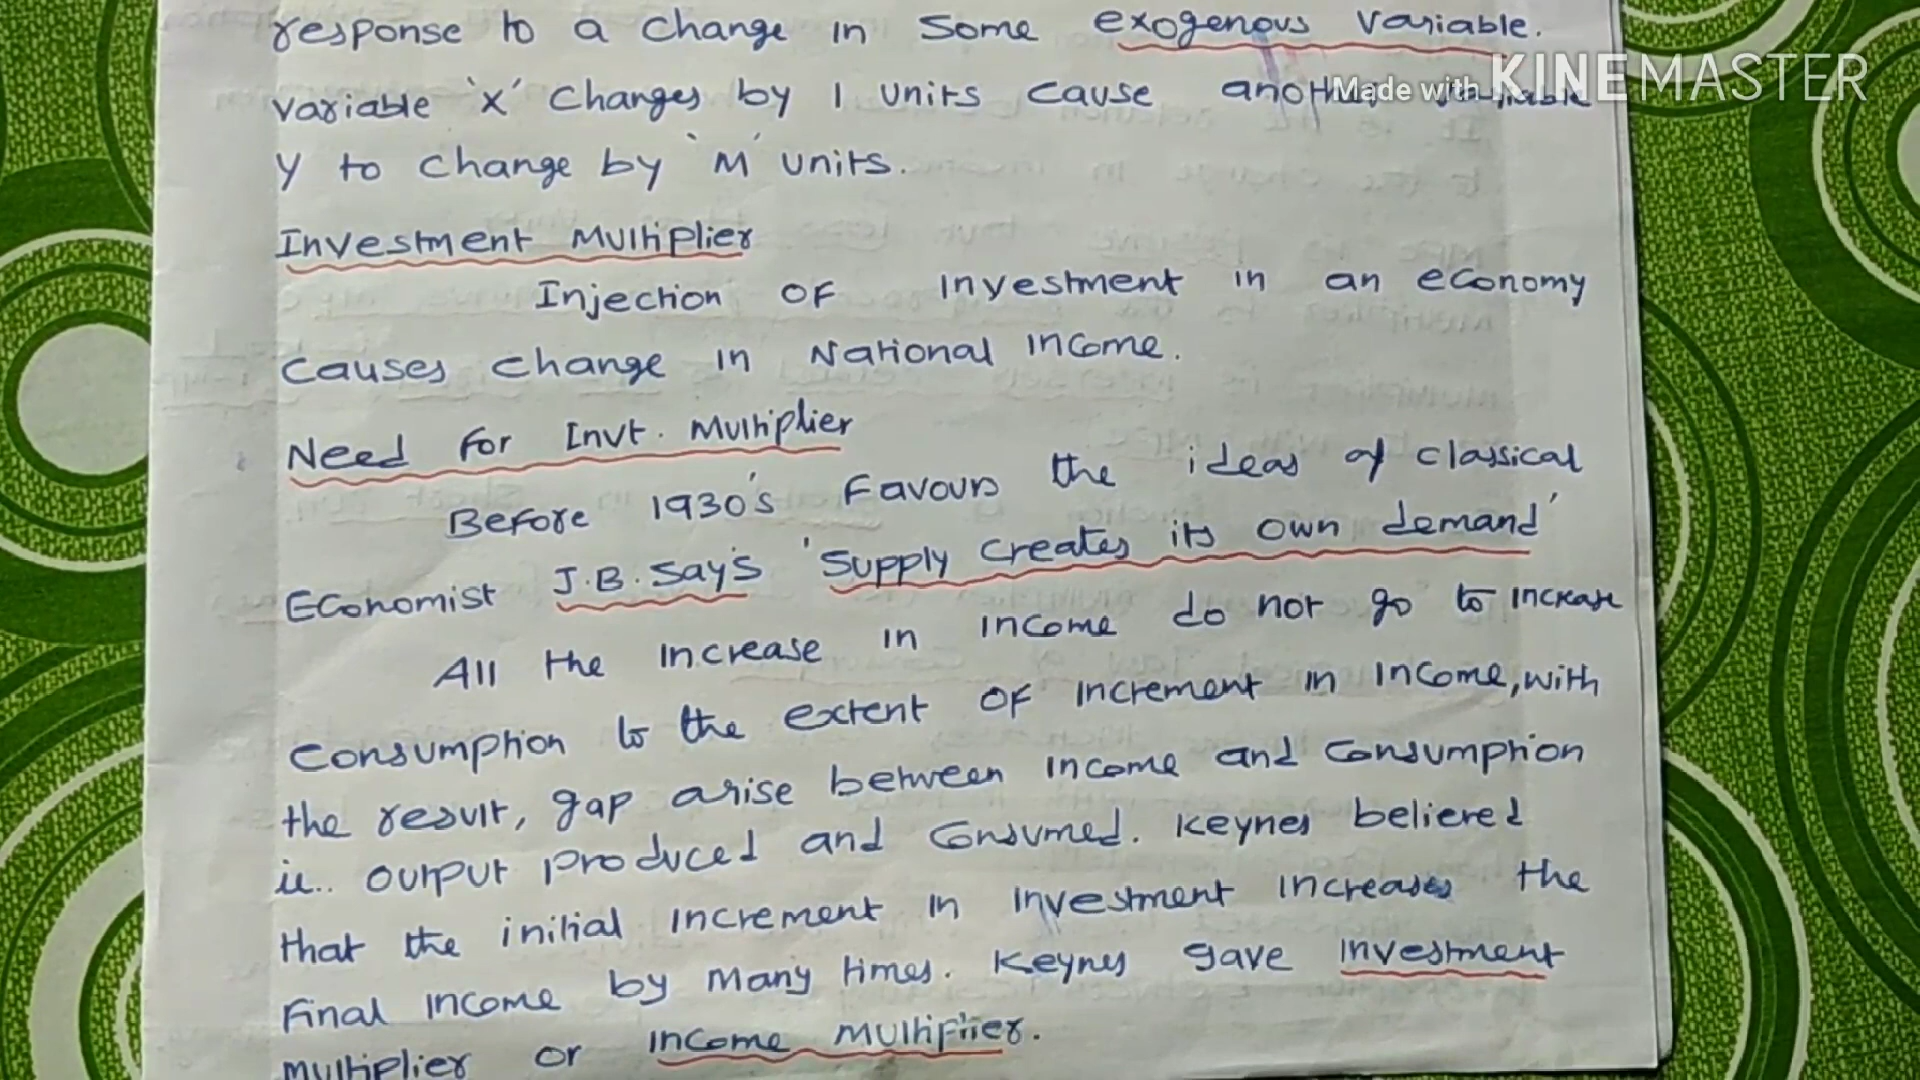 response to a change in some exogenous variable.
Made with KINEMASTER
variable 'x' changes by 1 units cause another variable
y to change by 'M' units.
Investment Multiplier
Injection of investment in an economy
causes change in National income.
Need for Invt. Multiplier
Before 1930's Favours the ideas of classical
Economist J.B. Say's 'Supply creates its own demand'
All the increase in income do not go to increase
consumption to the extent of increment in income, with
the result, gap arise between income and consumption
ie.. output produced and consumed. Keynes believed
that the initial increment in investment increases the
Final income by many times. Keynes gave investment
multiplier or income multiplier.